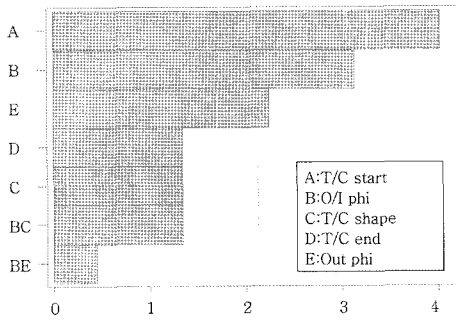 A
B
E
D
C
BC
BE
A:T/C start
B:O/I phi
C:T/C shape
D:T/C end
E:Out phi
0 1 2 3 4